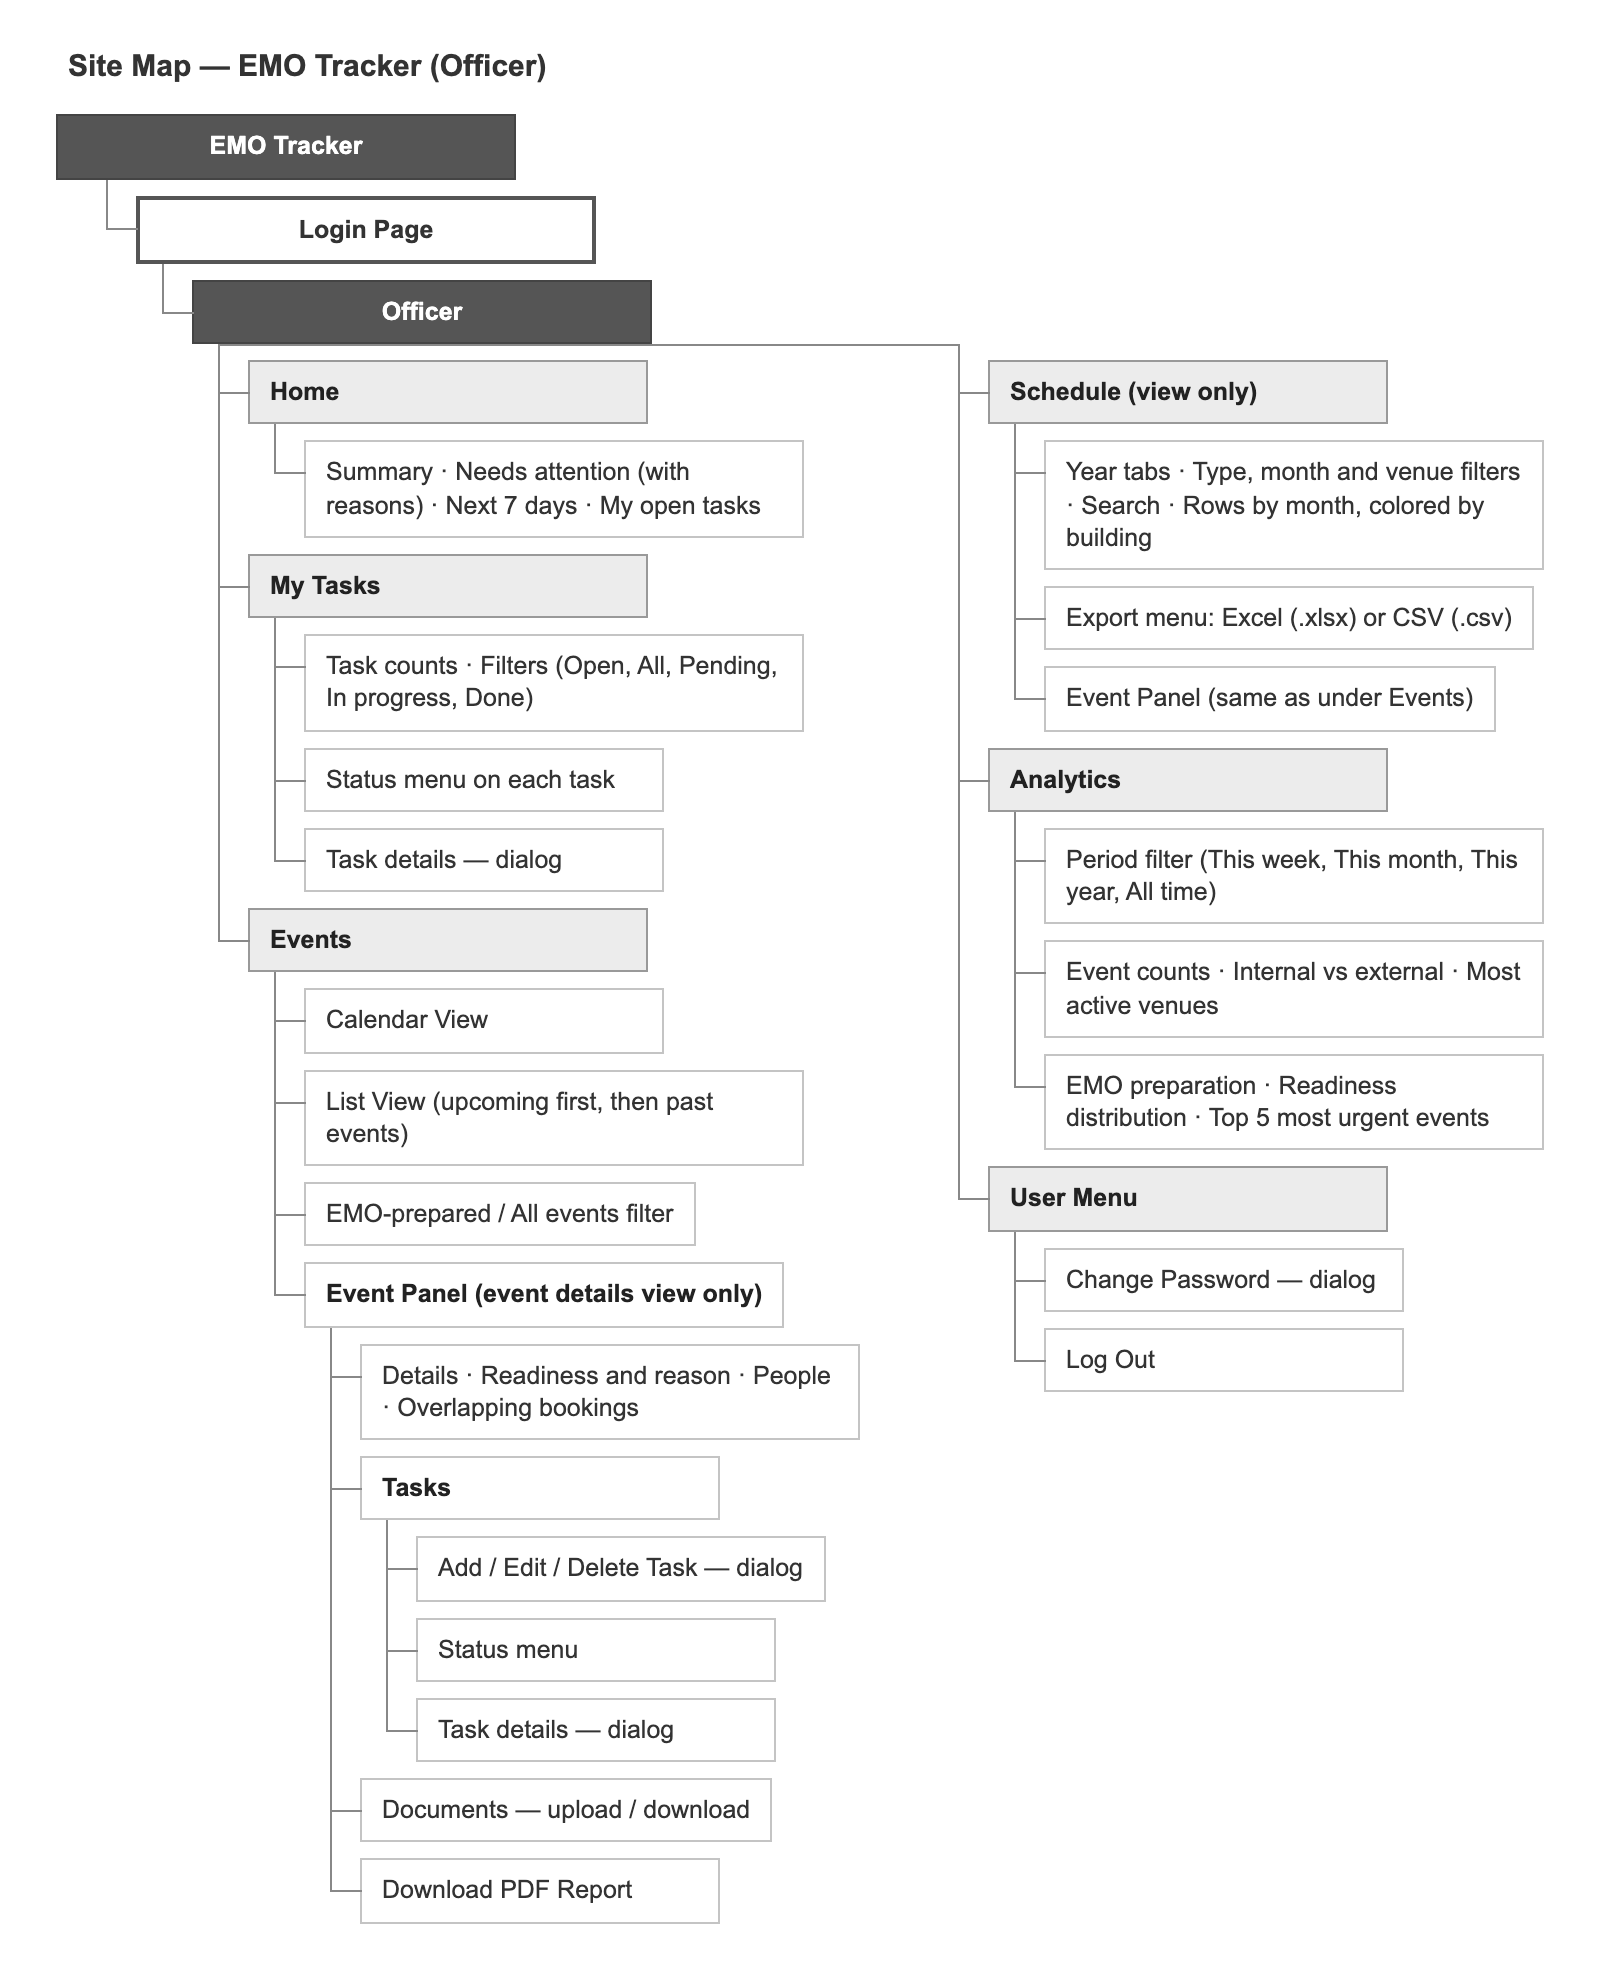 Site Map — EMO Tracker (Officer)
EMO Tracker
Login Page
Officer
Home
Summary · Needs attention (with
reasons) · Next 7 days · My open tasks
My Tasks
Task counts · Filters (Open, All, Pending,
In progress, Done)
Status menu on each task
Task details — dialog
Events
Calendar View
List View (upcoming first, then past
events)
EMO-prepared / All events filter
Event Panel (event details view only)
Details · Readiness and reason · People
· Overlapping bookings
Tasks
Add / Edit / Delete Task — dialog
Status menu
Task details — dialog
Documents — upload / download
Download PDF Report
Schedule (view only)
Year tabs · Type, month and venue filters
· Search · Rows by month, colored by
building
Export menu: Excel (.xlsx) or CSV (.csv)
Event Panel (same as under Events)
Analytics
Period filter (This week, This month, This
year, All time)
Event counts · Internal vs external · Most
active venues
EMO preparation · Readiness
distribution · Top 5 most urgent events
User Menu
Change Password — dialog
Log Out